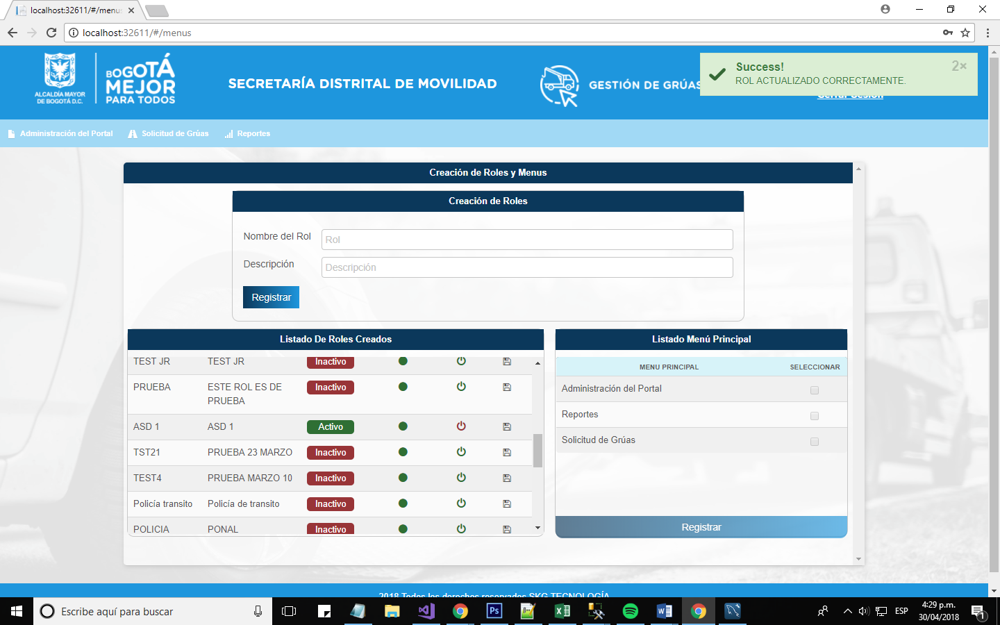 localhost:32611/#/menus
localhost:32611/#/menus
ALCALDÍA MAYOR
DE BOGOTÁ D.C.
BOGOTÁ
MEJOR
PARA TODOS
SECRETARÍA DISTRITAL DE MOVILIDAD
GESTIÓN DE GRÚAS
Success!
2×
ROL ACTUALIZADO CORRECTAMENTE.
Cerrar Sesión
Administración del Portal
Solicitud de Grúas
Reportes
Creación de Roles y Menus
Creación de Roles
Nombre del Rol
Rol
Descripción
Descripción
Registrar
Listado De Roles Creados
TEST JR TEST JR Inactivo
PRUEBA ESTE ROL ES DE Inactivo
PRUEBA
ASD 1 ASD 1 Activo
TST21 PRUEBA 23 MARZO Inactivo
TEST4 PRUEBA MARZO 10 Inactivo
Policía transito Policía de transito Inactivo
POLICIA PONAL Inactivo
Listado Menú Principal
MENU PRINCIPAL SELECCIONAR
Administración del Portal
Reportes
Solicitud de Grúas
Registrar
2018 Todos los derechos reservados SKG TECNOLOGÍA
Escribe aquí para buscar
Ps
ESP
4:29 p.m.
30/04/2018
1